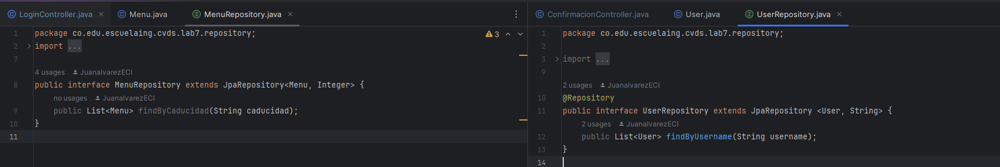 LoginController.java
Menu.java
MenuRepository.java
3
1 package co.edu.escuelaing.cvds.lab7.repository;
2 import ...
7
4 usages JuanalvarezECI
8 public interface MenuRepository extends JpaRepository<Menu, Integer> {
no usages JuanalvarezECI
9 public List<Menu> findByCaducidad(String caducidad);
10 }
11
ConfirmacionController.java
User.java
UserRepository.java
1 package co.edu.escuelaing.cvds.lab7.repository;
2
3 import ...
9
2 usages JuanalvarezECI
10 @Repository
11 public interface UserRepository extends JpaRepository <User, String> {
2 usages JuanalvarezECI
12 public List<User> findByUsername(String username);
13 }
14